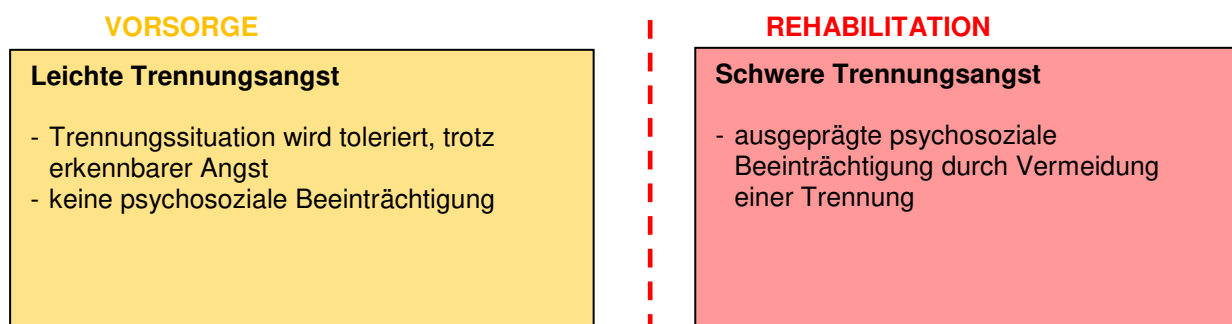 VORSORGE
Leichte Trennungsangst
- Trennungssituation wird toleriert, trotz
erkennbarer Angst
- keine psychosoziale Beeinträchtigung
REHABILITATION
Schwere Trennungsangst
- ausgeprägte psychosoziale
Beeinträchtigung durch Vermeidung
einer Trennung